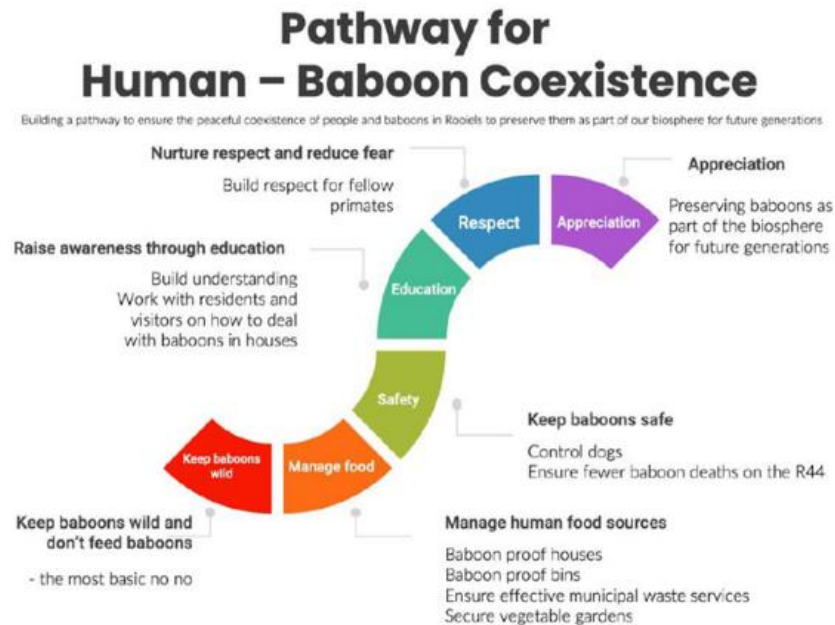 Pathway for
Human – Baboon Coexistence
Building a pathway to ensure the peaceful coexistence of people and baboons in Rooiels to preserve them as part of our biosphere for future generations
Nurture respect and reduce fear
Build respect for fellow
primates
Appreciation
Preserving baboons as
part of the biosphere
for future generations
Respect
Appreciation
Raise awareness through education
Build understanding
Work with residents and
visitors on how to deal
with baboons in houses
Education
Safety
Keep baboons safe
Control dogs
Ensure fewer baboon deaths on the R44
Keep baboons
wild
Manage food
Keep baboons wild and
don't feed baboons
- the most basic no no
Manage human food sources
Baboon proof houses
Baboon proof bins
Ensure effective municipal waste services
Secure vegetable gardens